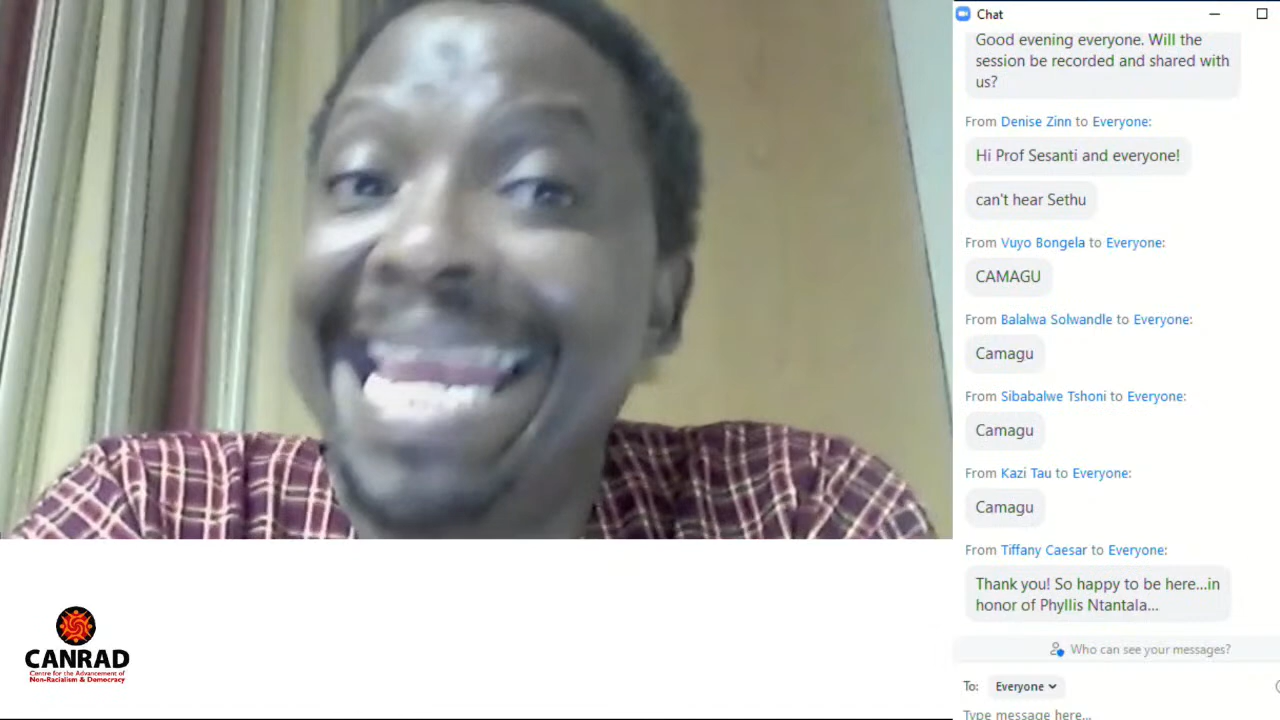 Chat
Good evening everyone. Will the
session be recorded and shared with
us?
From Denise Zinn to Everyone:
Hi Prof Sesanti and everyone!
can't hear Sethu
From Vuyo Bongela to Everyone:
CAMAGU
From Balalwa Solwandle to Everyone:
Camagu
From Sibabalwe Tshoni to Everyone:
Camagu
From Kazi Tau to Everyone:
Camagu
From Tiffany Caesar to Everyone:
Thank you! So happy to be here...in
honor of Phyllis Ntantala...
Who can see your messages?
To: Everyone
Type message here...
CANRAD
Centre for the Advancement of
Non-Racialism & Democracy